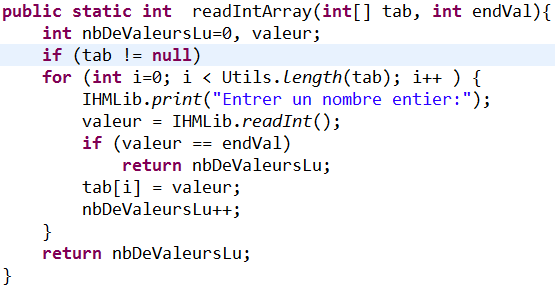 public static int  readIntArray(int[] tab, int endVal){
    int nbDeValeursLu=0, valeur;
    if (tab != null)
    for (int i=0; i < Utils.length(tab); i++ ) {
        IHMLib.print("Entrer un nombre entier:");
        valeur = IHMLib.readInt();
        if (valeur == endVal)
            return nbDeValeursLu;
        tab[i] = valeur;
        nbDeValeursLu++;
    }
    return nbDeValeursLu;
}